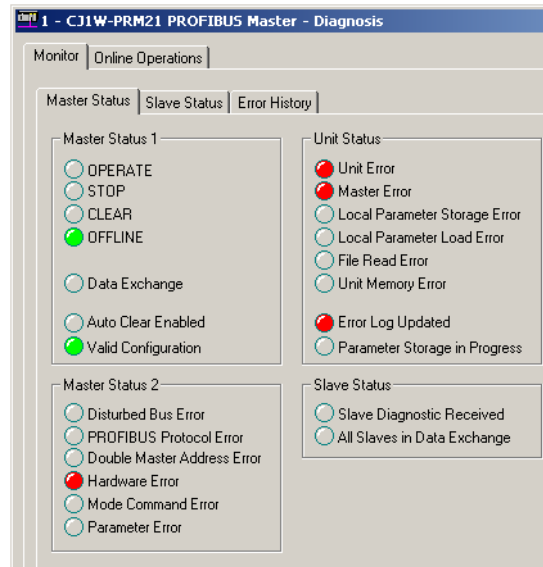 1 - CJ1W-PRM21 PROFIBUS Master - Diagnosis
Monitor
Online Operations
Master Status
Slave Status
Error History
Master Status 1
OPERATE
STOP
CLEAR
OFFLINE
Data Exchange
Auto Clear Enabled
Valid Configuration
Master Status 2
Disturbed Bus Error
PROFIBUS Protocol Error
Double Master Address Error
Hardware Error
Mode Command Error
Parameter Error
Unit Status
Unit Error
Master Error
Local Parameter Storage Error
Local Parameter Load Error
File Read Error
Unit Memory Error
Error Log Updated
Parameter Storage in Progress
Slave Status
Slave Diagnostic Received
All Slaves in Data Exchange